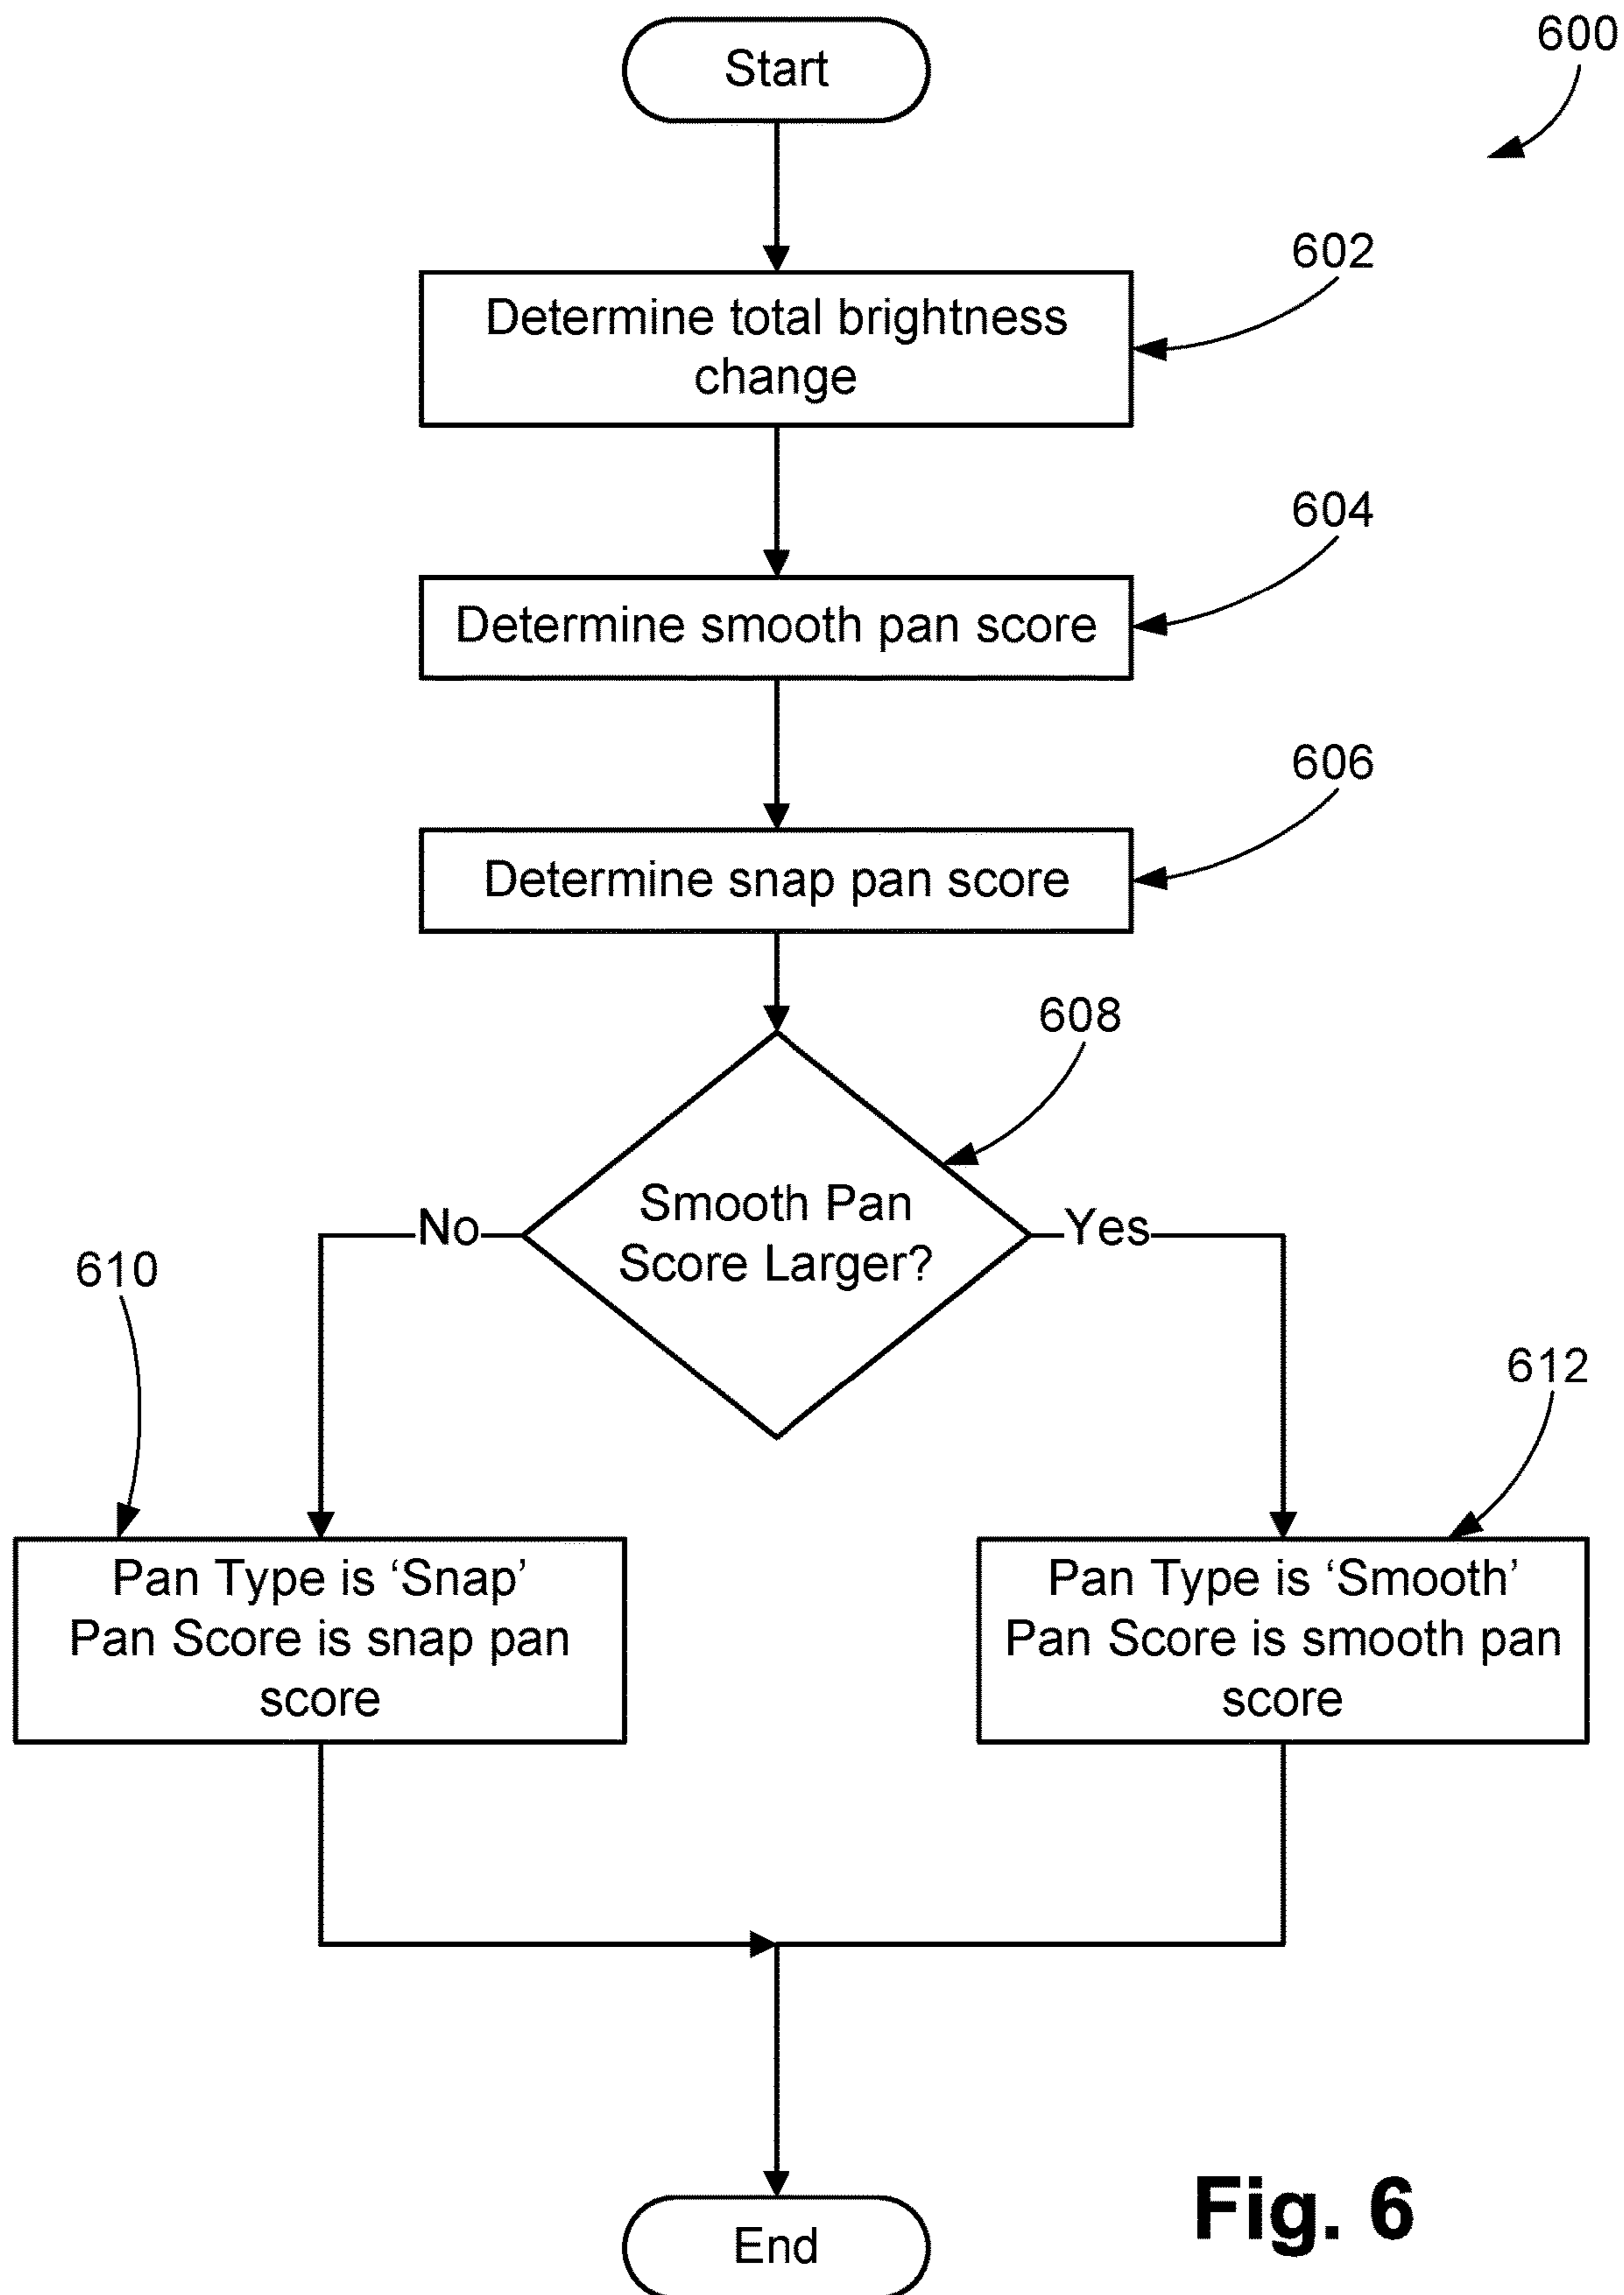 Start
600
602
Determine total brightness
change
604
Determine smooth pan score
606
Determine snap pan score
608
Smooth Pan
Score Larger?
No
Yes
610
612
Pan Type is ‘Snap’
Pan Score is snap pan
score
Pan Type is ‘Smooth’
Pan Score is smooth pan
score
End
Fig. 6